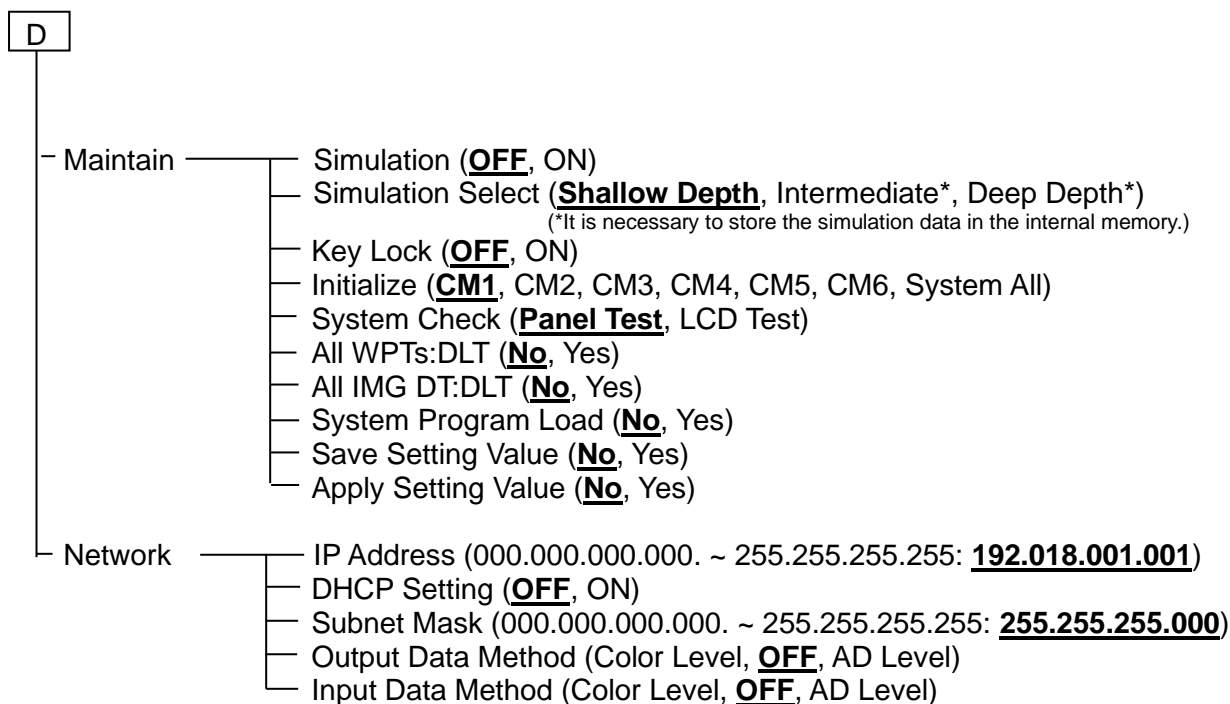 D
Maintain
Simulation (OFF, ON)
Simulation Select (Shallow Depth, Intermediate*, Deep Depth*)
(*It is necessary to store the simulation data in the internal memory.)
Key Lock (OFF, ON)
Initialize (CM1, CM2, CM3, CM4, CM5, CM6, System All)
System Check (Panel Test, LCD Test)
All WPTs:DLT (No, Yes)
All IMG DT:DLT (No, Yes)
System Program Load (No, Yes)
Save Setting Value (No, Yes)
Apply Setting Value (No, Yes)
Network
IP Address (000.000.000.000. ~ 255.255.255.255: 192.018.001.001)
DHCP Setting (OFF, ON)
Subnet Mask (000.000.000.000. ~ 255.255.255.255: 255.255.255.000)
Output Data Method (Color Level, OFF, AD Level)
Input Data Method (Color Level, OFF, AD Level)